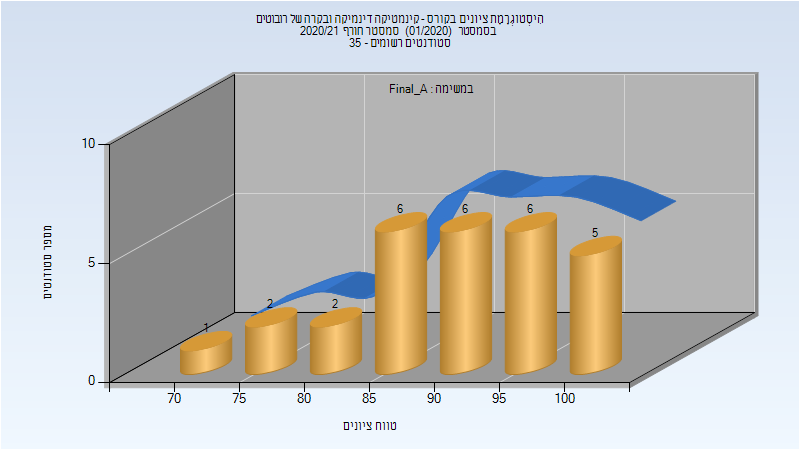 היסטוגרמת ציונים בקורס - קינמטיקה דינמיקה ובקרה של רובוטים
בסמסטר (01/2020) סמסטר חורף 2020/21
סטודנטים רשומים - 35
במשימה : Final_A
מספר סטודנטים
10
5
0
1
2
2
6
6
6
5
70
75
80
85
90
95
100
טווח ציונים